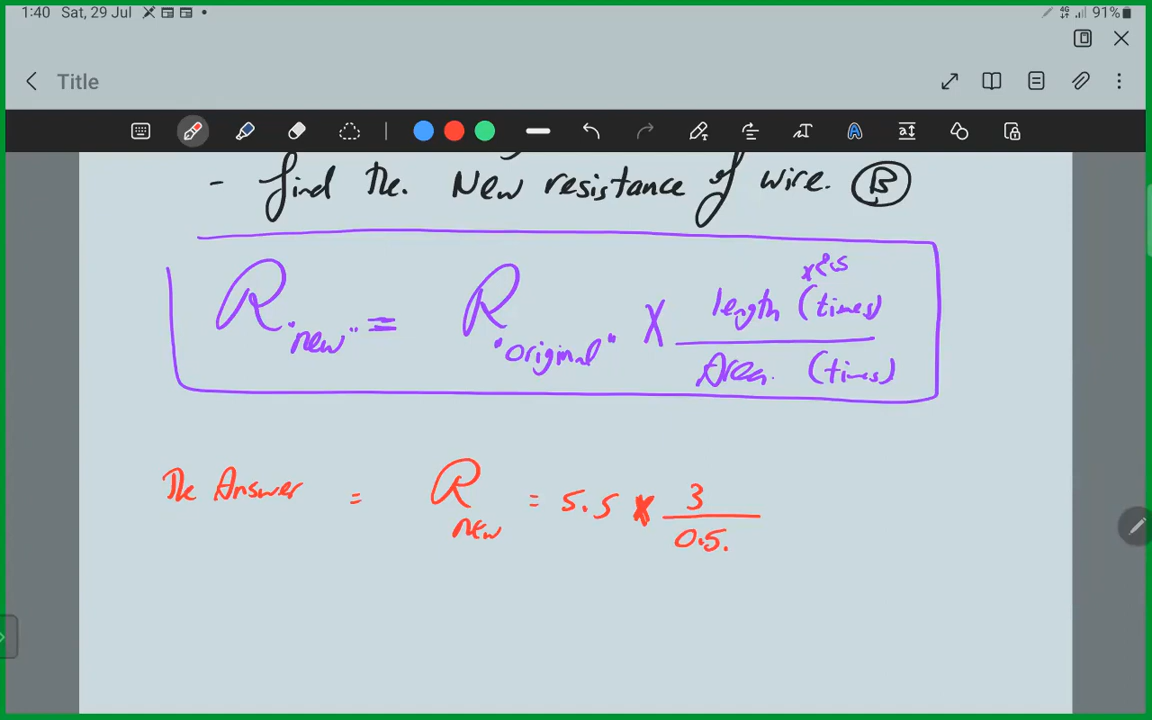 1:40 Sat, 29 Jul
4G 91%
Title
- find the. New resistance of wire. B
R "new" = R "original" X length (times) / Area. (times)
The Answer = R new = 5.5 x 3 / 0.5.